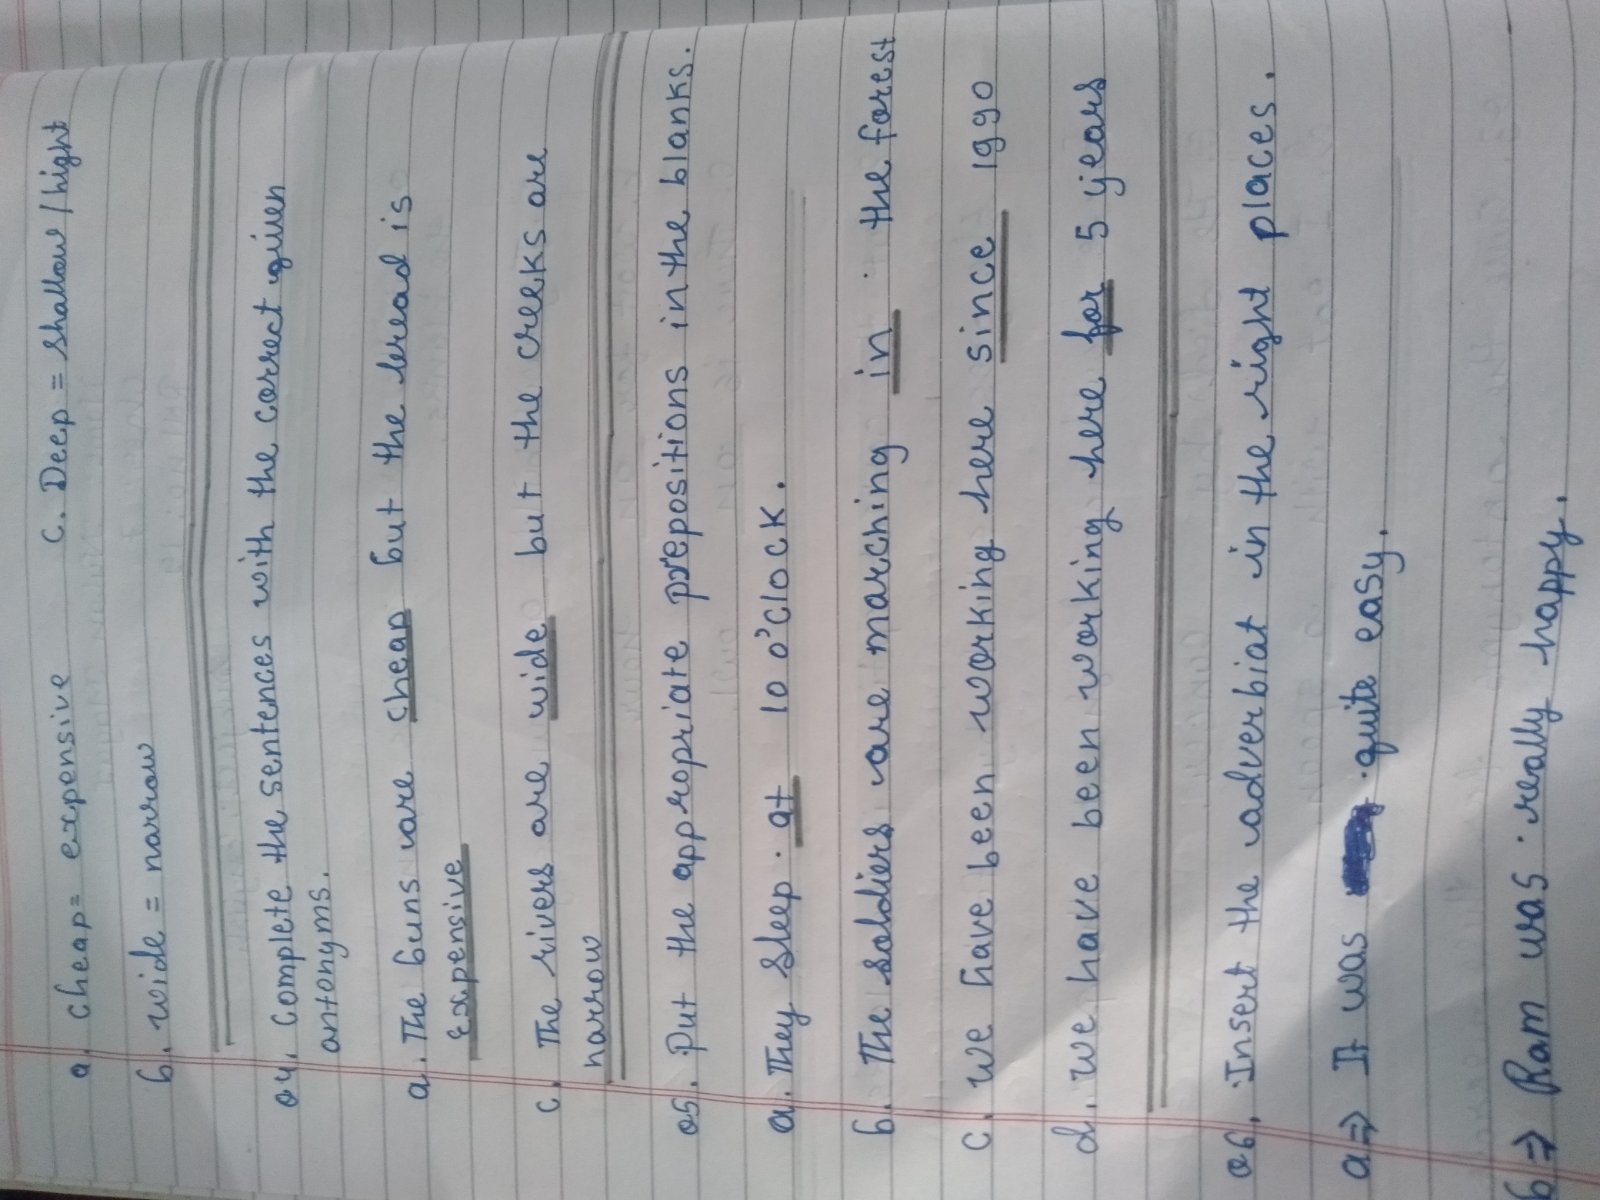 a. cheap = expensive c. Deep = shallow / hight
b. wide = narrow
Q4. Complete the sentences with the correct given
antonyms.
a. The buns are cheap but the bread is
expensive
c. The rivers are wide but the creeks are
narrow
Q5. Put the appropriate prepositions in the blanks.
a. They sleep at 10 o'clock.
b. The soldiers are marching in the forest
c. we have been working here since 1990
d. we have been working here for 5 years
Q6. Insert the adverbiat in the right places.
a⇒ It was quite easy.
b⇒ Ram was really happy.